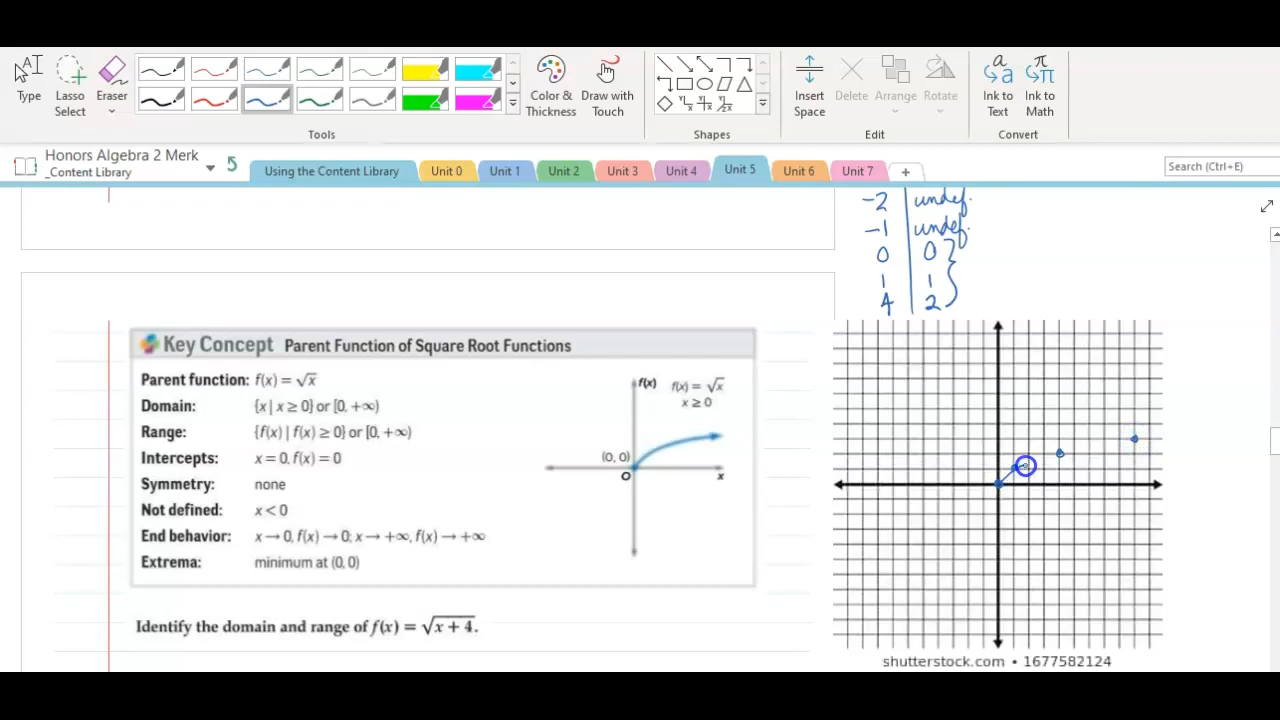 Type
Lasso
Select
Eraser
Color &
Thickness
Draw with
Touch
Insert
Space
Delete
Arrange
Rotate
Ink to
Text
Ink to
Math
Tools
Shapes
Edit
Convert
Honors Algebra 2 Merk
_Content Library
Using the Content Library
Unit 0
Unit 1
Unit 2
Unit 3
Unit 4
Unit 5
Unit 6
Unit 7
+
Search (Ctrl+E)
-2 undef.
-1 undef.
0 0
1 1
4 2
Key Concept Parent Function of Square Root Functions
Parent function: f(x) = √x
Domain: {x | x ≥ 0} or [0, +∞)
Range: {f(x) | f(x) ≥ 0} or [0, +∞)
Intercepts: x = 0, f(x) = 0
Symmetry: none
Not defined: x < 0
End behavior: x → 0, f(x) → 0; x → +∞, f(x) → +∞
Extrema: minimum at (0, 0)
f(x)
f(x) = √x
x ≥ 0
(0, 0)
O
x
Identify the domain and range of f(x) = √(x + 4).
shutterstock.com • 1677582124